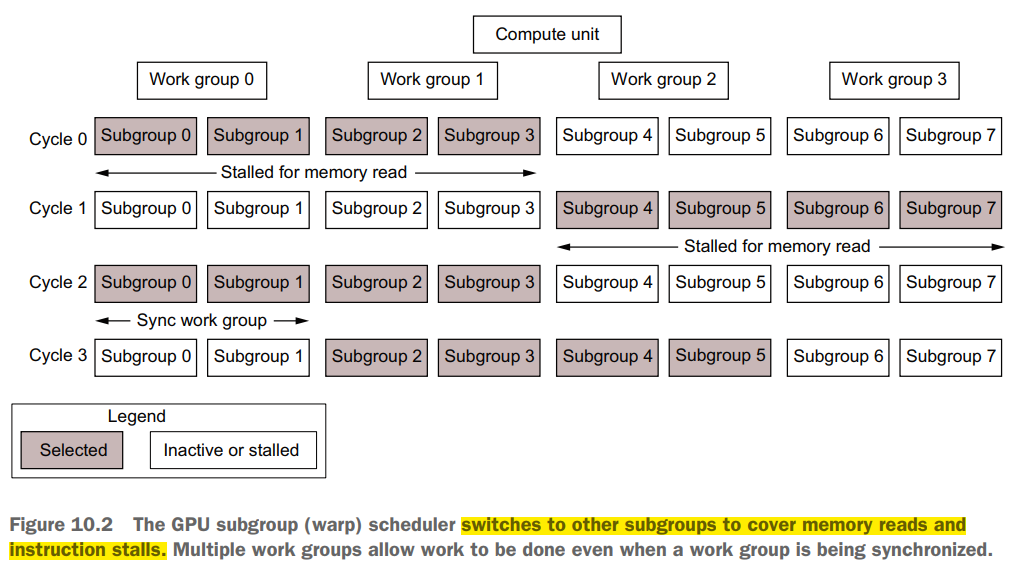 Compute unit
Work group 0 Work group 1 Work group 2 Work group 3
Cycle 0 Subgroup 0 Subgroup 1 Subgroup 2 Subgroup 3 Subgroup 4 Subgroup 5 Subgroup 6 Subgroup 7
Stalled for memory read
Cycle 1 Subgroup 0 Subgroup 1 Subgroup 2 Subgroup 3 Subgroup 4 Subgroup 5 Subgroup 6 Subgroup 7
Stalled for memory read
Cycle 2 Subgroup 0 Subgroup 1 Subgroup 2 Subgroup 3 Subgroup 4 Subgroup 5 Subgroup 6 Subgroup 7
Sync work group
Cycle 3 Subgroup 0 Subgroup 1 Subgroup 2 Subgroup 3 Subgroup 4 Subgroup 5 Subgroup 6 Subgroup 7
Legend
Selected Inactive or stalled
Figure 10.2 The GPU subgroup (warp) scheduler switches to other subgroups to cover memory reads and
instruction stalls. Multiple work groups allow work to be done even when a work group is being synchronized.